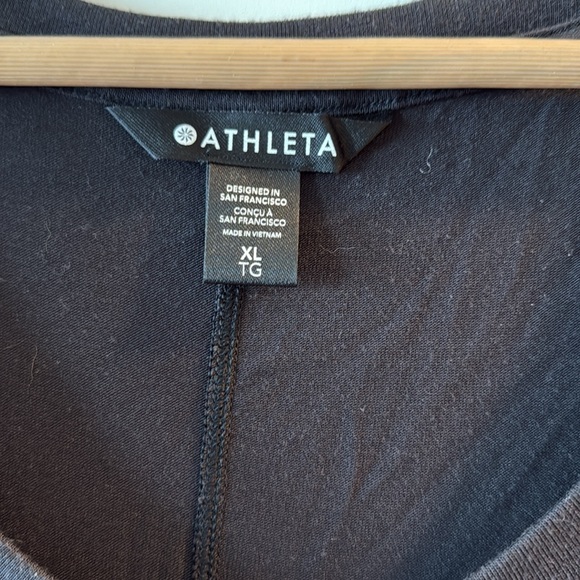 ATHLETA
DESIGNED IN
SAN FRANCISCO
CONÇU À
SAN FRANCISCO
MADE IN VIETNAM
XL
TG